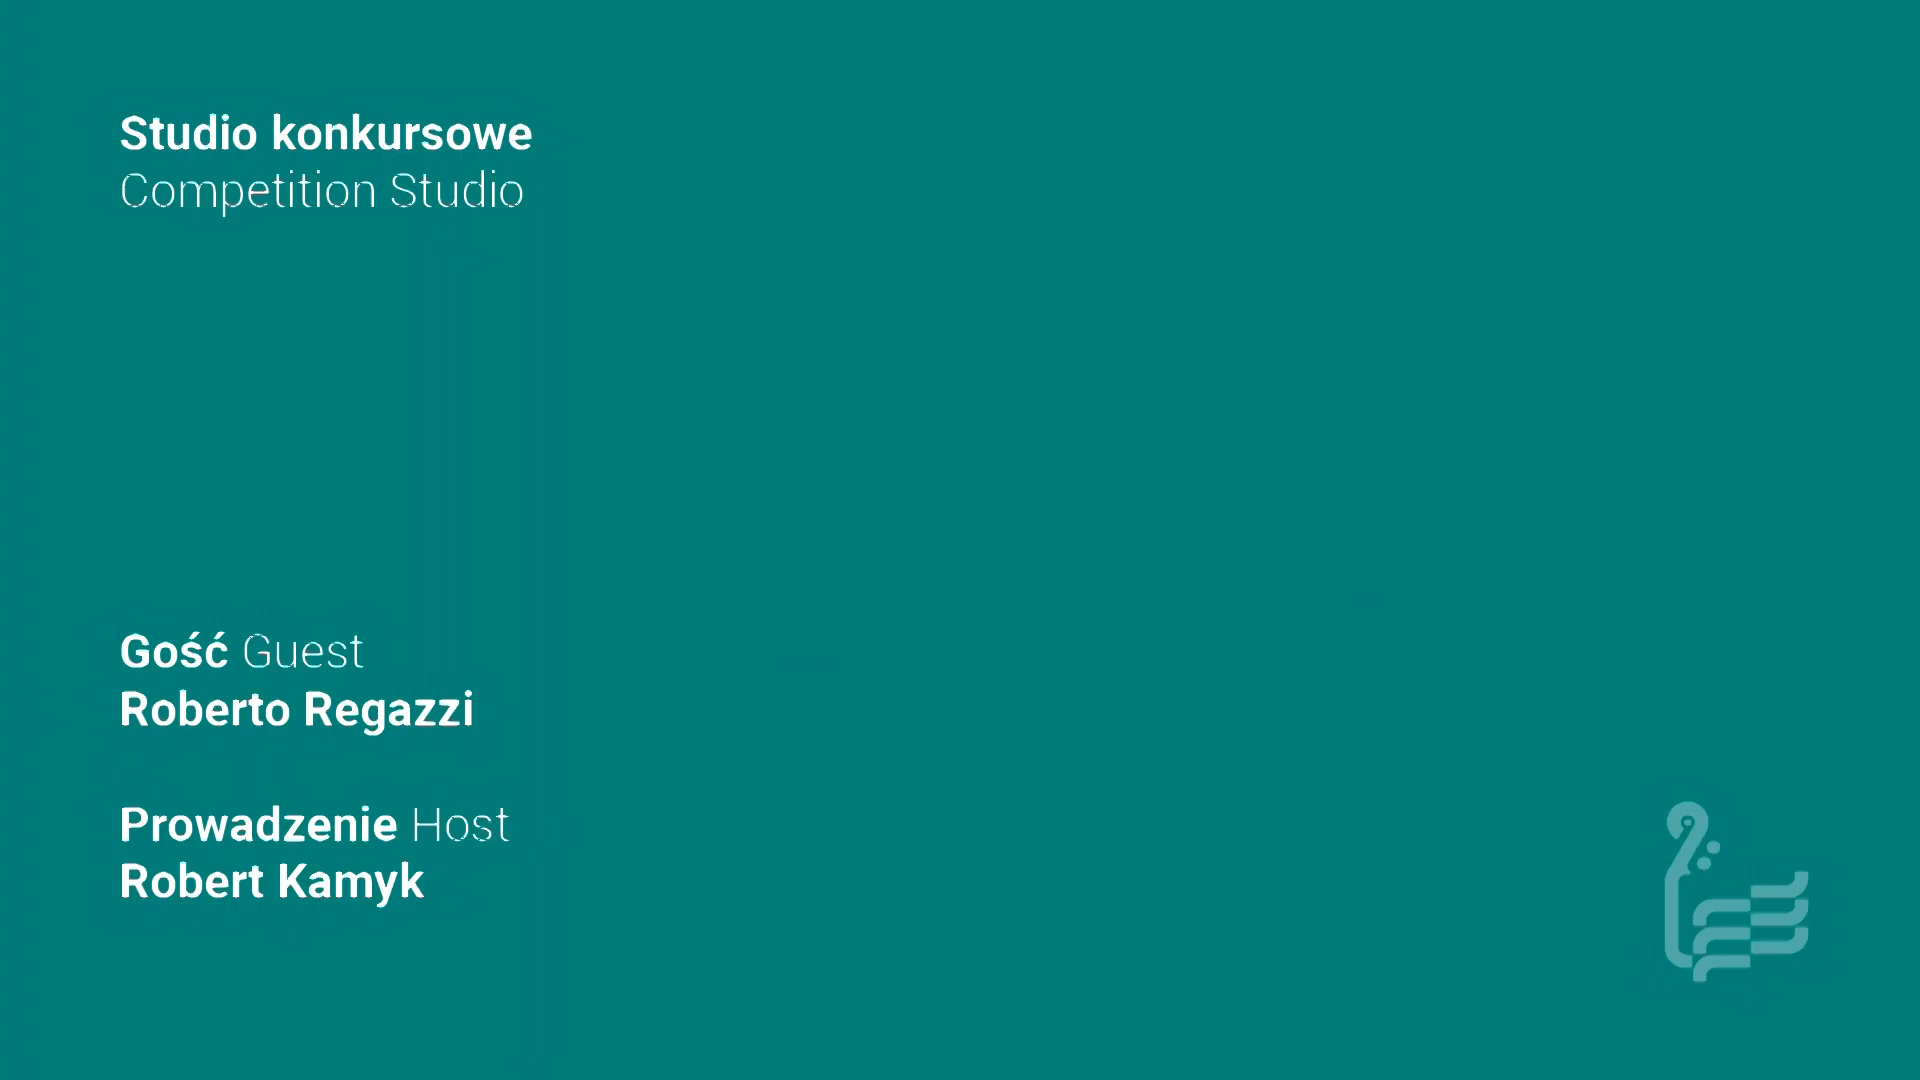 Studio konkursowe
Competition Studio
Gość Guest
Roberto Regazzi
Prowadzenie Host
Robert Kamyk